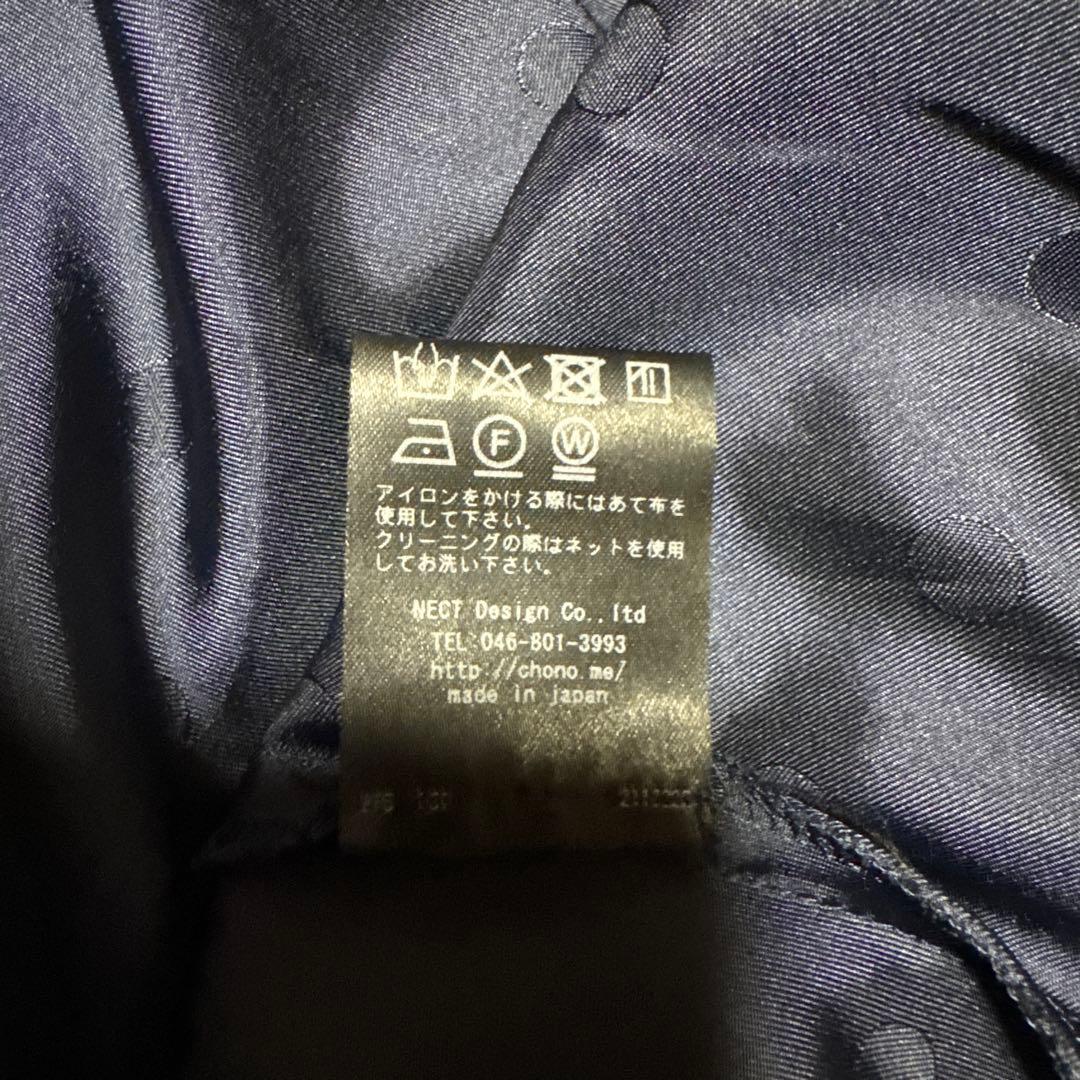 F W
アイロンをかける際にはあて布を
使用して下さい。
クリーニングの際はネットを使用
してお洗い下さい。
NECT Design Co.,ltd
TEL:046-801-3993
http://chono.me/
made in japan